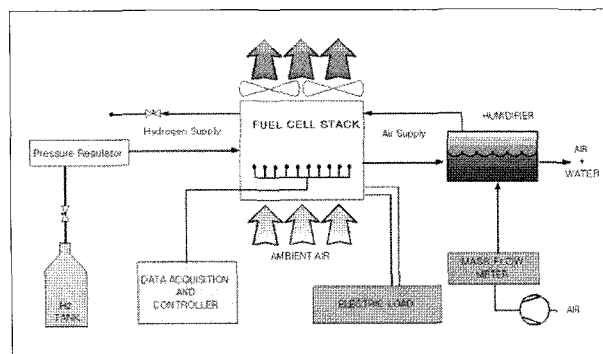 HUMIDIFIER
Hydrogen Supply
FUEL CELL STACK
Air Supply
Pressure Regulator
AIR
+
WATER
AMBIENT AIR
DATA ACQUISITION
AND
CONTROLLER
MASS FLOW
METER
H2
TANK
ELECTRIC LOAD
AIR